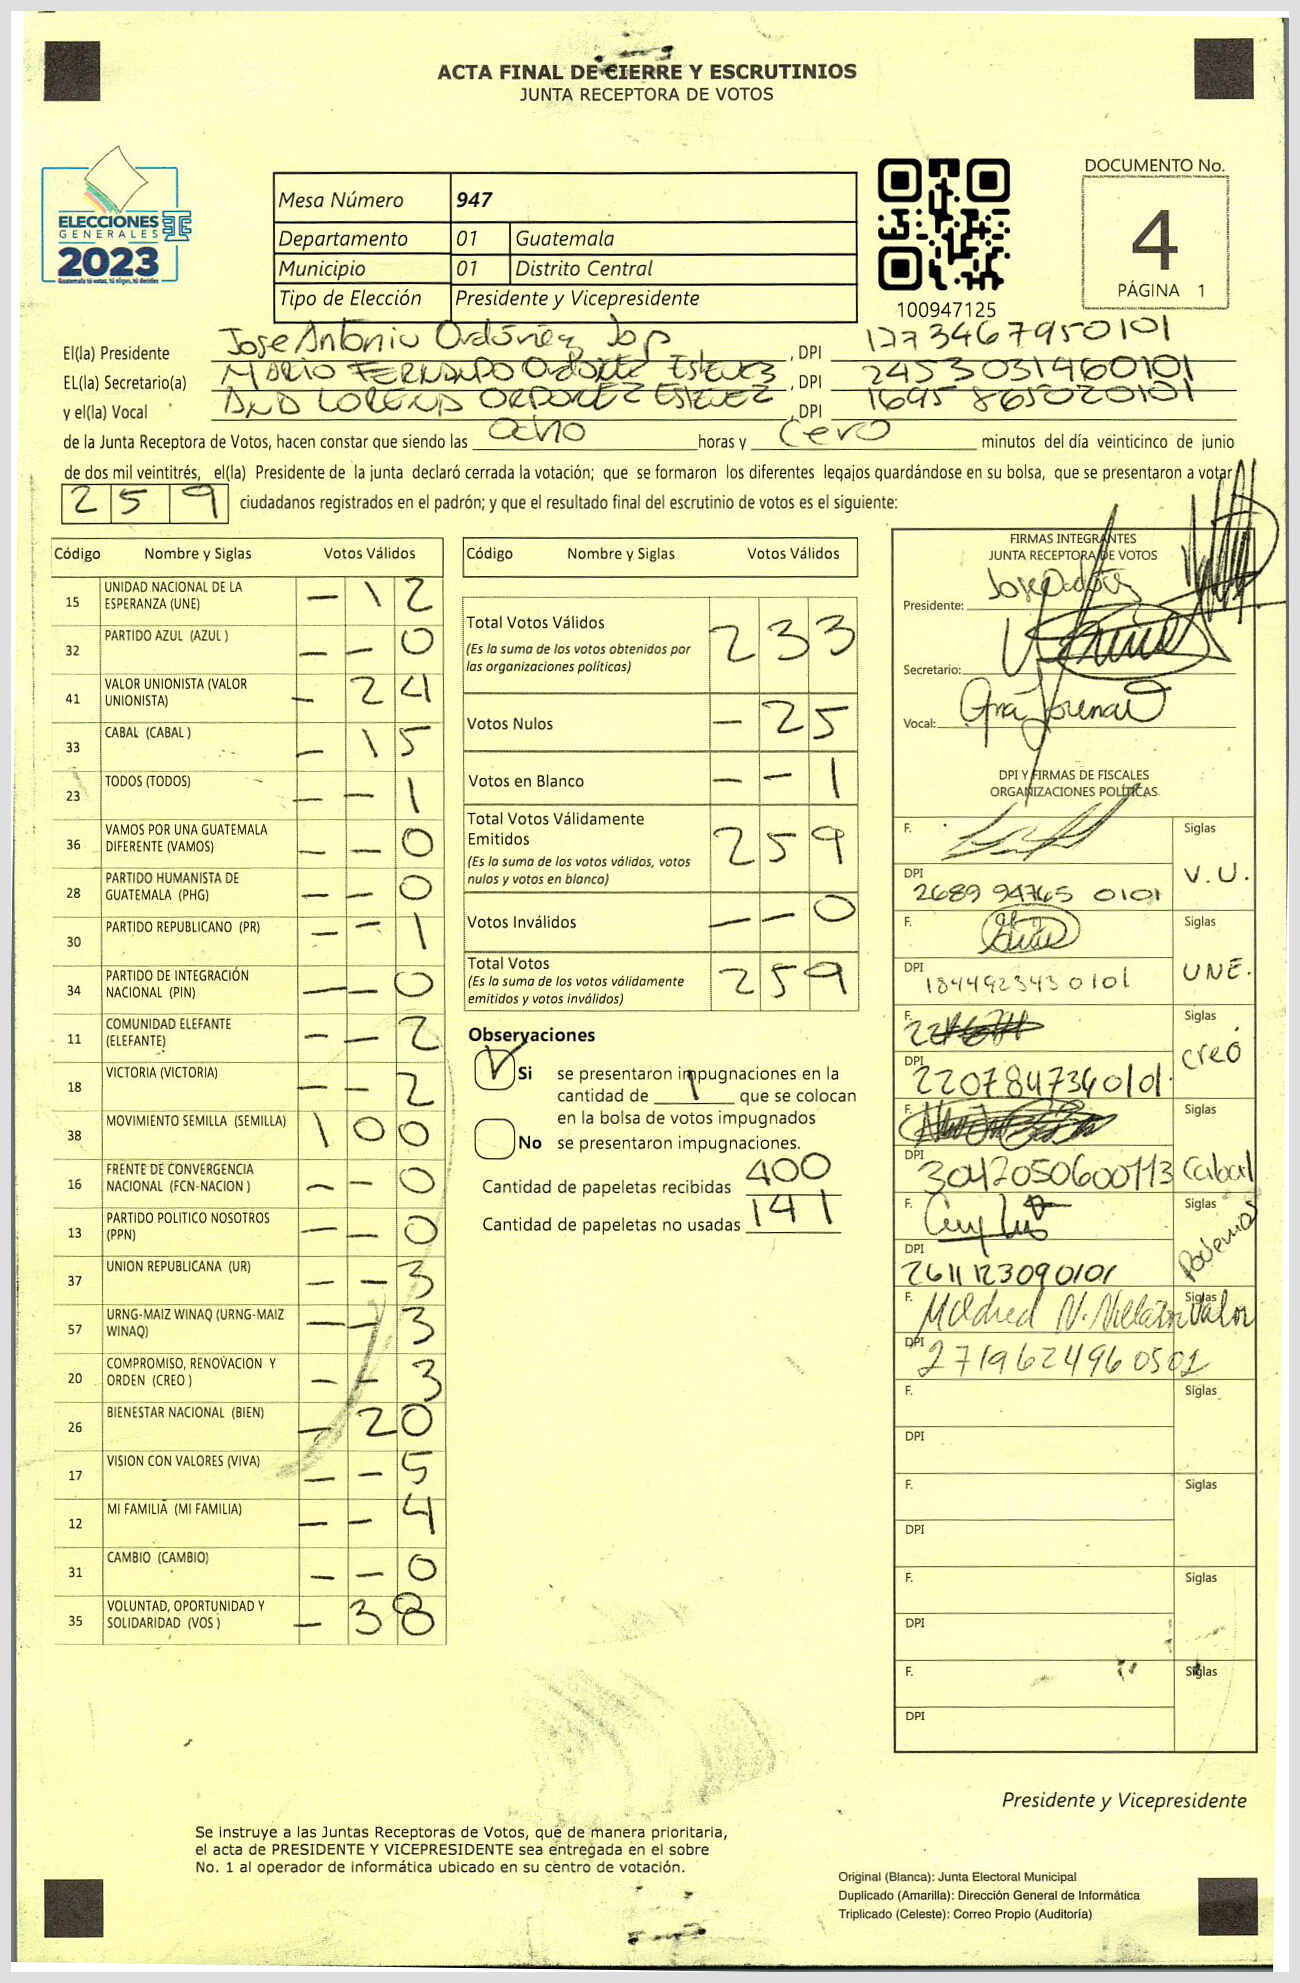 ACTA FINAL DE CIERRE Y ESCRUTINIOS
JUNTA RECEPTORA DE VOTOS
ELECCIONES
GENERALES
2023
Guatemala tú votas, tú eliges, tú decides
Mesa Número 947
Departamento 01 Guatemala
Municipio 01 Distrito Central
Tipo de Elección Presidente y Vicepresidente
100947125
DOCUMENTO No.
4
PÁGINA 1
El(la) Presidente Jose Antonio Ordóñez Jop, DPI 1273467950101
EL(la) Secretario(a) MARIO FERNANDO Ordoñez Estevez, DPI 2453031460101
y el(la) Vocal ANA LORENA ORDOÑEZ ESTEVEZ, DPI 1695865020101
de la Junta Receptora de Votos, hacen constar que siendo las ocho horas y cero minutos del día veinticinco de junio
de dos mil veintitrés, el(la) Presidente de la junta declaró cerrada la votación; que se formaron los diferentes legajos guardándose en su bolsa, que se presentaron a votar
259 ciudadanos registrados en el padrón; y que el resultado final del escrutinio de votos es el siguiente:
Código Nombre y Siglas Votos Válidos
15 UNIDAD NACIONAL DE LA ESPERANZA (UNE) - 1 2
32 PARTIDO AZUL (AZUL ) - - 0
41 VALOR UNIONISTA (VALOR UNIONISTA) - 2 4
33 CABAL (CABAL ) - 1 5
23 TODOS (TODOS) - - 1
36 VAMOS POR UNA GUATEMALA DIFERENTE (VAMOS) - - 0
28 PARTIDO HUMANISTA DE GUATEMALA (PHG) - - 0
30 PARTIDO REPUBLICANO (PR) - - 1
34 PARTIDO DE INTEGRACIÓN NACIONAL (PIN) - - 0
11 COMUNIDAD ELEFANTE (ELEFANTE) - - 2
18 VICTORIA (VICTORIA) - - 2
38 MOVIMIENTO SEMILLA (SEMILLA) 1 0 0
16 FRENTE DE CONVERGENCIA NACIONAL (FCN-NACION ) - - 0
13 PARTIDO POLITICO NOSOTROS (PPN) - - 0
37 UNION REPUBLICANA (UR) - - 3
57 URNG-MAIZ WINAQ (URNG-MAIZ WINAQ) - - 3
20 COMPROMISO, RENOVACION Y ORDEN (CREO ) - - 3
26 BIENESTAR NACIONAL (BIEN) - 2 0
17 VISION CON VALORES (VIVA) - - 5
12 MI FAMILIA (MI FAMILIA) - - 4
31 CAMBIO (CAMBIO) - - 0
35 VOLUNTAD, OPORTUNIDAD Y SOLIDARIDAD (VOS ) - 3 8
Código Nombre y Siglas Votos Válidos
Total Votos Válidos 2 3 3
(Es la suma de los votos obtenidos por
las organizaciones políticas)
Votos Nulos - 2 5
Votos en Blanco - - 1
Total Votos Válidamente
Emitidos 2 5 9
(Es la suma de los votos válidos, votos
nulos y votos en blanco)
Votos Inválidos - - 0
Total Votos 2 5 9
(Es la suma de los votos válidamente
emitidos y votos inválidos)
Observaciones
Si se presentaron impugnaciones en la
cantidad de 1 que se colocan
en la bolsa de votos impugnados
No se presentaron impugnaciones.
Cantidad de papeletas recibidas 400
Cantidad de papeletas no usadas 141
FIRMAS INTEGRANTES
JUNTA RECEPTORA DE VOTOS
Presidente:
Secretario:
Vocal: Ana Lorena
DPI Y FIRMAS DE FISCALES
ORGANIZACIONES POLÍTICAS
F. Siglas
V.U.
DPI 2689 94765 0101
F. Siglas
UNE.
DPI 1844923430101
F. Siglas
creo
DPI 2207847340101
F. Siglas
Cabal
DPI 3042050600113
F. Siglas
Podemos
DPI 2611123090101
F. Mildred N. Siglas
Valor
DPI 2719624960501
F. Siglas
DPI
F. Siglas
DPI
F. Siglas
DPI
F. Siglas
DPI
Presidente y Vicepresidente
Se instruye a las Juntas Receptoras de Votos, que de manera prioritaria,
el acta de PRESIDENTE Y VICEPRESIDENTE sea entregada en el sobre
No. 1 al operador de informática ubicado en su centro de votación.
Original (Blanca): Junta Electoral Municipal
Duplicado (Amarilla): Dirección General de Informática
Triplicado (Celeste): Correo Propio (Auditoría)